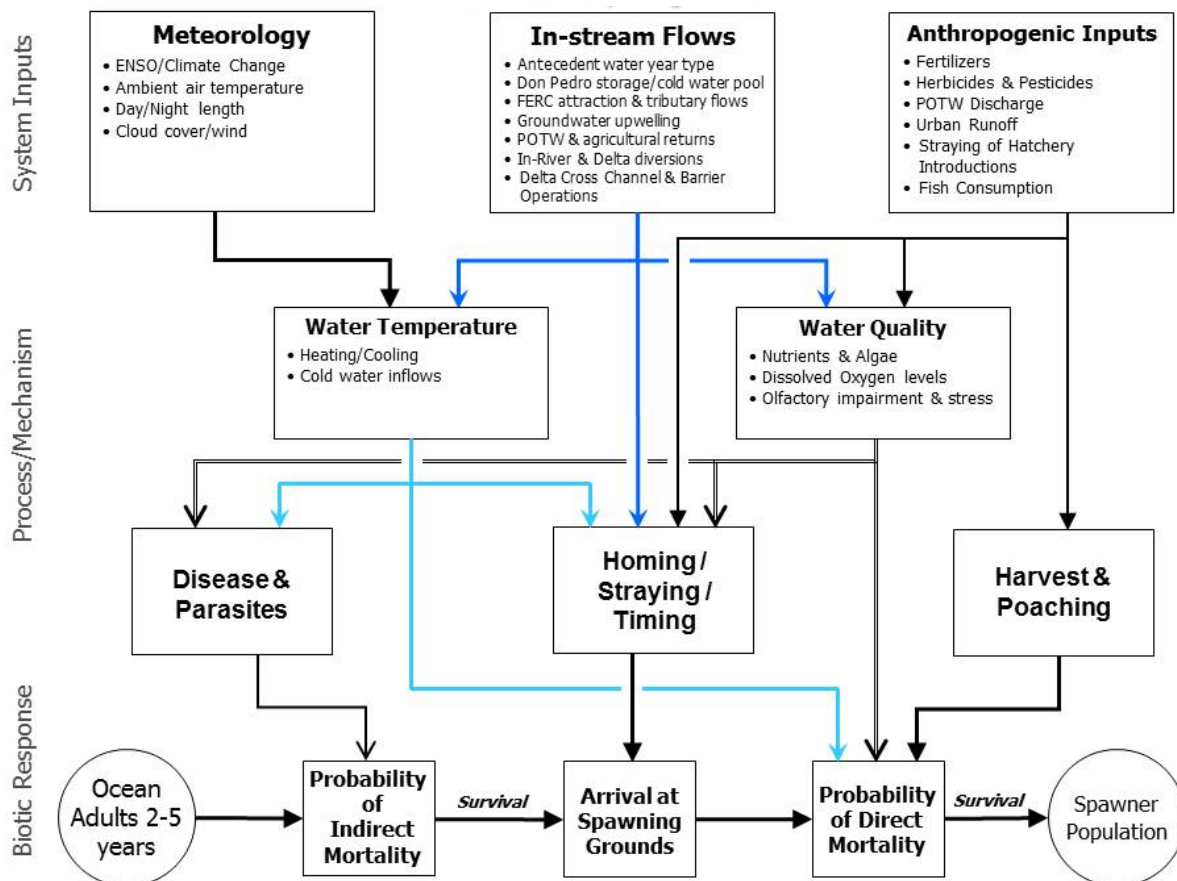 System Inputs
Meteorology
• ENSO/Climate Change
• Ambient air temperature
• Day/Night length
• Cloud cover/wind
In-stream Flows
• Antecedent water year type
• Don Pedro storage/cold water pool
• FERC attraction & tributary flows
• Groundwater upwelling
• POTW & agricultural returns
• In-River & Delta diversions
• Delta Cross Channel & Barrier
Operations
Anthropogenic Inputs
• Fertilizers
• Herbicides & Pesticides
• POTW Discharge
• Urban Runoff
• Straying of Hatchery
Introductions
• Fish Consumption
Process/Mechanism
Water Temperature
• Heating/Cooling
• Cold water inflows
Water Quality
• Nutrients & Algae
• Dissolved Oxygen levels
• Olfactory impairment & stress
Disease &
Parasites
Homing /
Straying /
Timing
Harvest &
Poaching
Biotic Response
Ocean
Adults 2-5
years
Probability
of
Indirect
Mortality
Survival
Arrival at
Spawning
Grounds
Probability
of Direct
Mortality
Survival
Spawner
Population